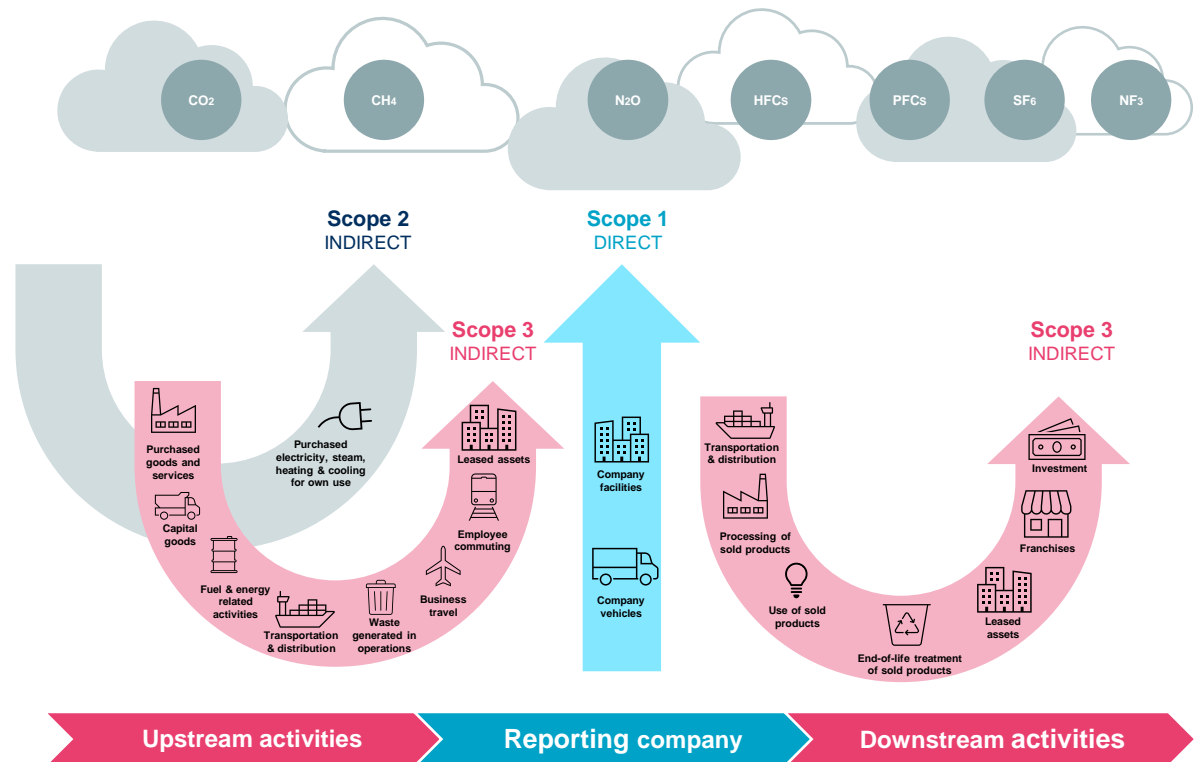 CO2
CH4
N2O
HFCs
PFCs
SF6
NF3
Scope 2
INDIRECT
Scope 1
DIRECT
Scope 3
INDIRECT
Scope 3
INDIRECT
Purchased
goods and
services
Capital
goods
Fuel & energy
related
activities
Transportation
& distribution
Waste
generated in
operations
Business
travel
Employee
commuting
Leased assets
Purchased
electricity, steam,
heating & cooling
for own use
Company
facilities
Company
vehicles
Transportation
& distribution
Processing of
sold products
Use of sold
products
End-of-life treatment
of sold products
Leased
assets
Franchises
Investment
Upstream activities
Reporting company
Downstream activities